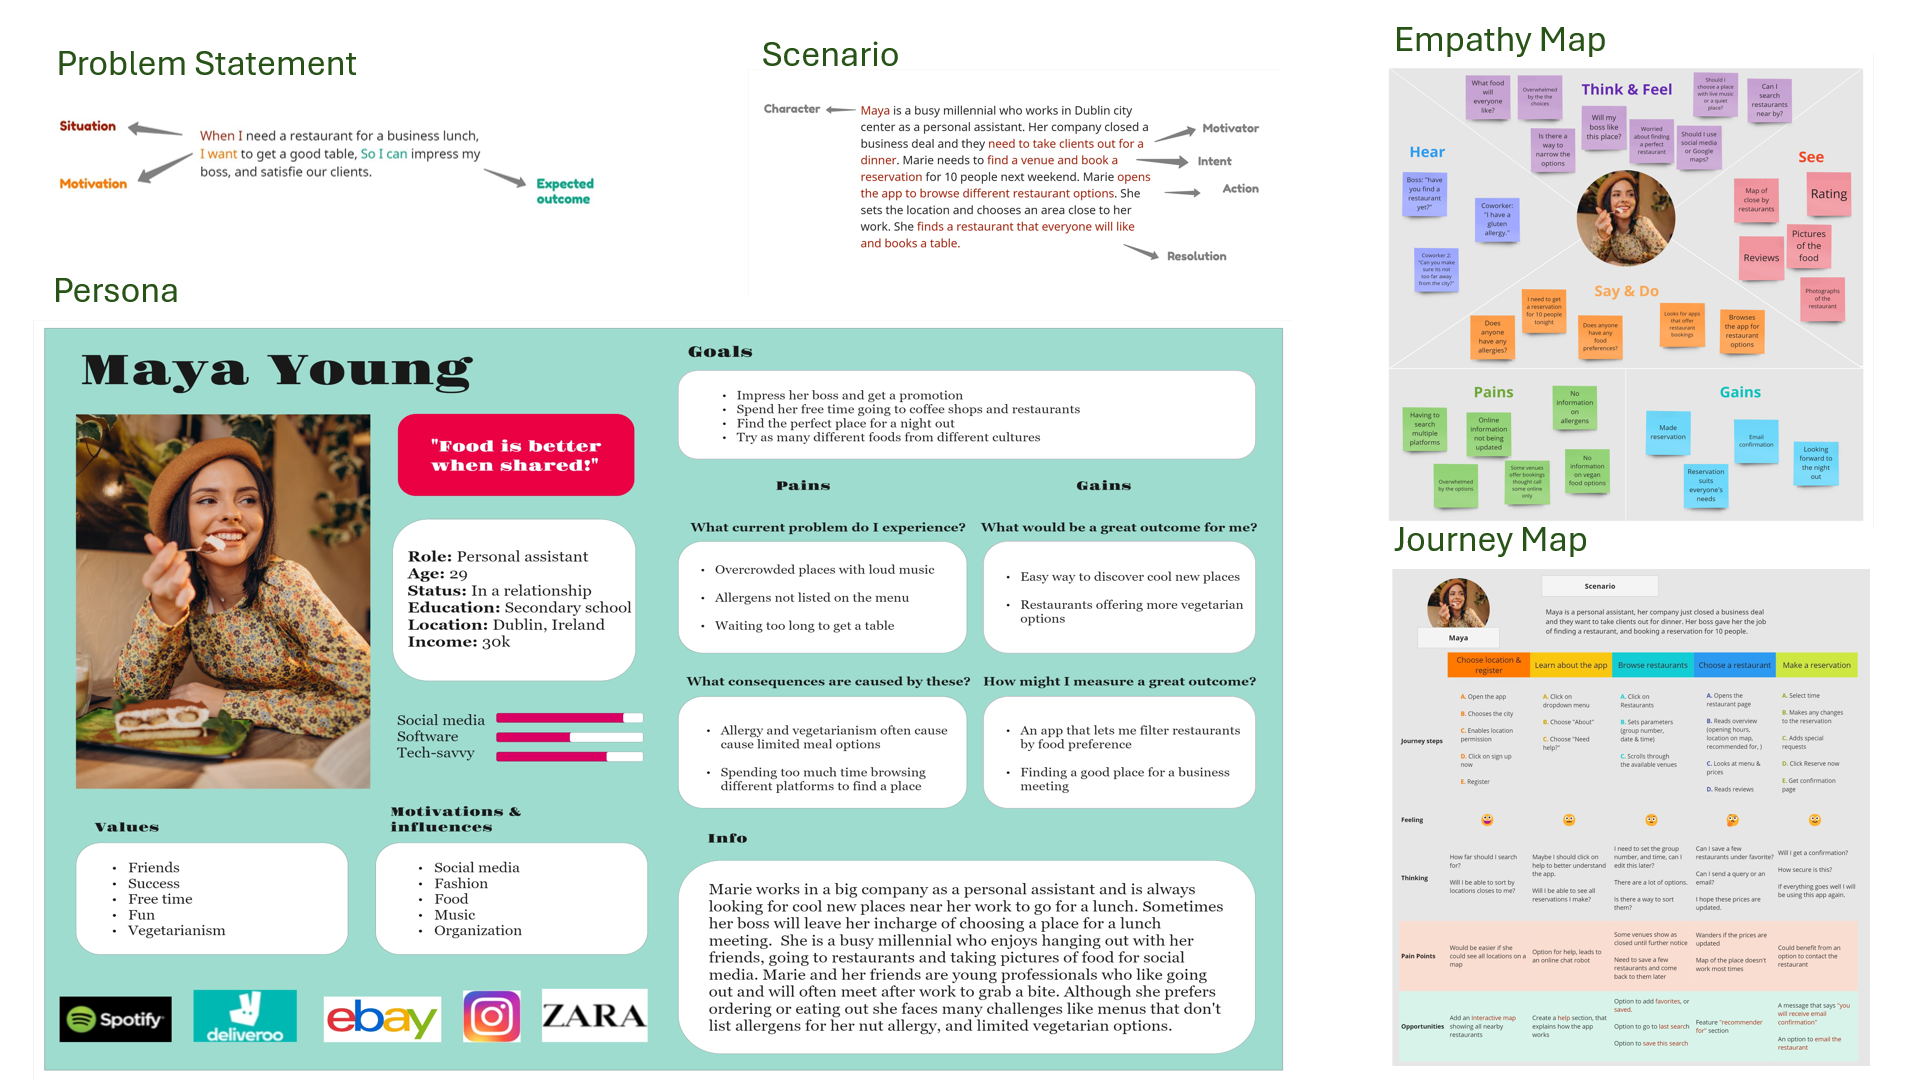 Problem Statement
Situation
Motivation
When I need a restaurant for a business lunch,
I want to get a good table, So I can impress my
boss, and satisfie our clients.
Expected
outcome
Scenario
Character
Maya is a busy millennial who works in Dublin city
center as a personal assistant. Her company closed a
business deal and they need to take clients out for a
dinner. Marie needs to find a venue and book a
reservation for 10 people next weekend. Marie opens
the app to browse different restaurant options. She
sets the location and chooses an area close to her
work. She finds a restaurant that everyone will like
and books a table.
Motivator
Intent
Action
Resolution
Persona
Maya Young
"Food is better
when shared!"
Role: Personal assistant
Age: 29
Status: In a relationship
Education: Secondary school
Location: Dublin, Ireland
Income: 30k
Social media
Software
Tech-savvy
Values
• Friends
• Success
• Free time
• Fun
• Vegetarianism
Motivations &
influences
• Social media
• Fashion
• Food
• Music
• Organization
Spotify
deliveroo
ebay
ZARA
Goals
• Impress her boss and get a promotion
• Spend her free time going to coffee shops and restaurants
• Find the perfect place for a night out
• Try as many different foods from different cultures
Pains
What current problem do I experience?
• Overcrowded places with loud music
• Allergens not listed on the menu
• Waiting too long to get a table
Gains
What would be a great outcome for me?
• Easy way to discover cool new places
• Restaurants offering more vegetarian
options
What consequences are caused by these?
• Allergy and vegetarianism often cause
cause limited meal options
• Spending too much time browsing
different platforms to find a place
How might I measure a great outcome?
• An app that lets me filter restaurants
by food preference
• Finding a good place for a business
meeting
Info
Marie works in a big company as a personal assistant and is always
looking for cool new places near her work to go for a lunch. Sometimes
her boss will leave her incharge of choosing a place for a lunch
meeting. She is a busy millennial who enjoys hanging out with her
friends, going to restaurants and taking pictures of food for social
media. Marie and her friends are young professionals who like going
out and will often meet after work to grab a bite. Although she prefers
ordering or eating out she faces many challenges like menus that don't
list allergens for her nut allergy, and limited vegetarian options.
Empathy Map
Think & Feel
What food
will
everyone
like?
Overwhelmed
by the the
choices
Is there a
way to
narrow the
options
Will my
boss like
this place?
Worried
about finding
a perfect
restaurant
Should I
choose a place
with live music
or a quiet
place?
Should I use
social media
or Google
maps?
Can I
search
restaurants
near by?
Hear
Boss: "have
you find a
restaurant
yet?"
Coworker:
"I have a
gluten
allergy."
Coworker 2:
"Can you make
sure its not
too far away
from the city?"
See
Map of
close by
restaurants
Rating
Reviews
Pictures
of the
food
Photographs
of the
restaurant
Say & Do
Does
anyone
have any
allergies?
I need to get
a reservation
for 10 people
tonight
Does anyone
have any
food
preferences?
Looks for apps
that offer
restaurant
bookings
Browses
the app for
restaurant
options
Pains
Having to
search
multiple
platforms
Online
information
not being
updated
No
information
on
allergens
Overwhelmed
by the options
Some venues
offer bookings
thought call
some online
only
No
information
on vegan
food options
Gains
Made
reservation
Reservation
suits
everyone's
needs
Email
confirmation
Looking
forward to
the night
out
Journey Map
Maya
Scenario
Maya is a personal assistant, her company just closed a business deal
and they want to take clients out for dinner. Her boss gave her the job
of finding a restaurant, and booking a reservation for 10 people.
Choose location &
register
Learn about the app
Browse restaurants
Choose a restaurant
Make a reservation
Journey steps
A. Open the app
B. Chooses the city
C. Enables location
permission
D. Click on sign up
now
E. Register
A. Click on
dropdown menu
B. Choose "About"
C. Choose "Need
help?"
A. Click on
Restaurants
B. Sets parameters
(group number,
date & time)
C. Scrolls through
the available venues
A. Opens the
restaurant page
B. Reads overview
(opening hours,
location on map,
recommended for, )
C. Looks at menu &
prices
D. Reads reviews
A. Select time
B. Makes any changes
to the reservation
C. Adds special
requests
D. Click Reserve now
E. Get confirmation
page
Feeling
Thinking
How far should I search
for?
Will I be able to sort by
locations closes to me?
Maybe I should click on
help to better understand
the app.
Will I be able to see all
reservations I make?
I need to set the group
number, and time, can I
edit this later?
There are a lot of options.
Is there a way to sort
them?
Can I save a few
restaurants under favorite?
Can I send a query or an
email?
I hope these prices are
updated.
Will I get a confirmation?
How secure is this?
If everything goes well I will
be using this app again.
Pain Points
Would be easier if she
could see all locations on a
map
Option for help, leads to
an online chat robot
Some venues show as
closed until further notice
Need to save a few
restaurants and come
back to them later
Wanders if the prices are
updated
Map of the place doesn't
work most times
Could benefit from an
option to contact the
restaurant
Opportunities
Add an Interactive map
showing all nearby
restaurants
Create a help section, that
explains how the app
works
Option to add favorites, or
saved.
Option to go to last search
Option to save this search
Feature "recommender
for" section
A message that says "you
will receive email
confirmation"
An option to email the
restaurant